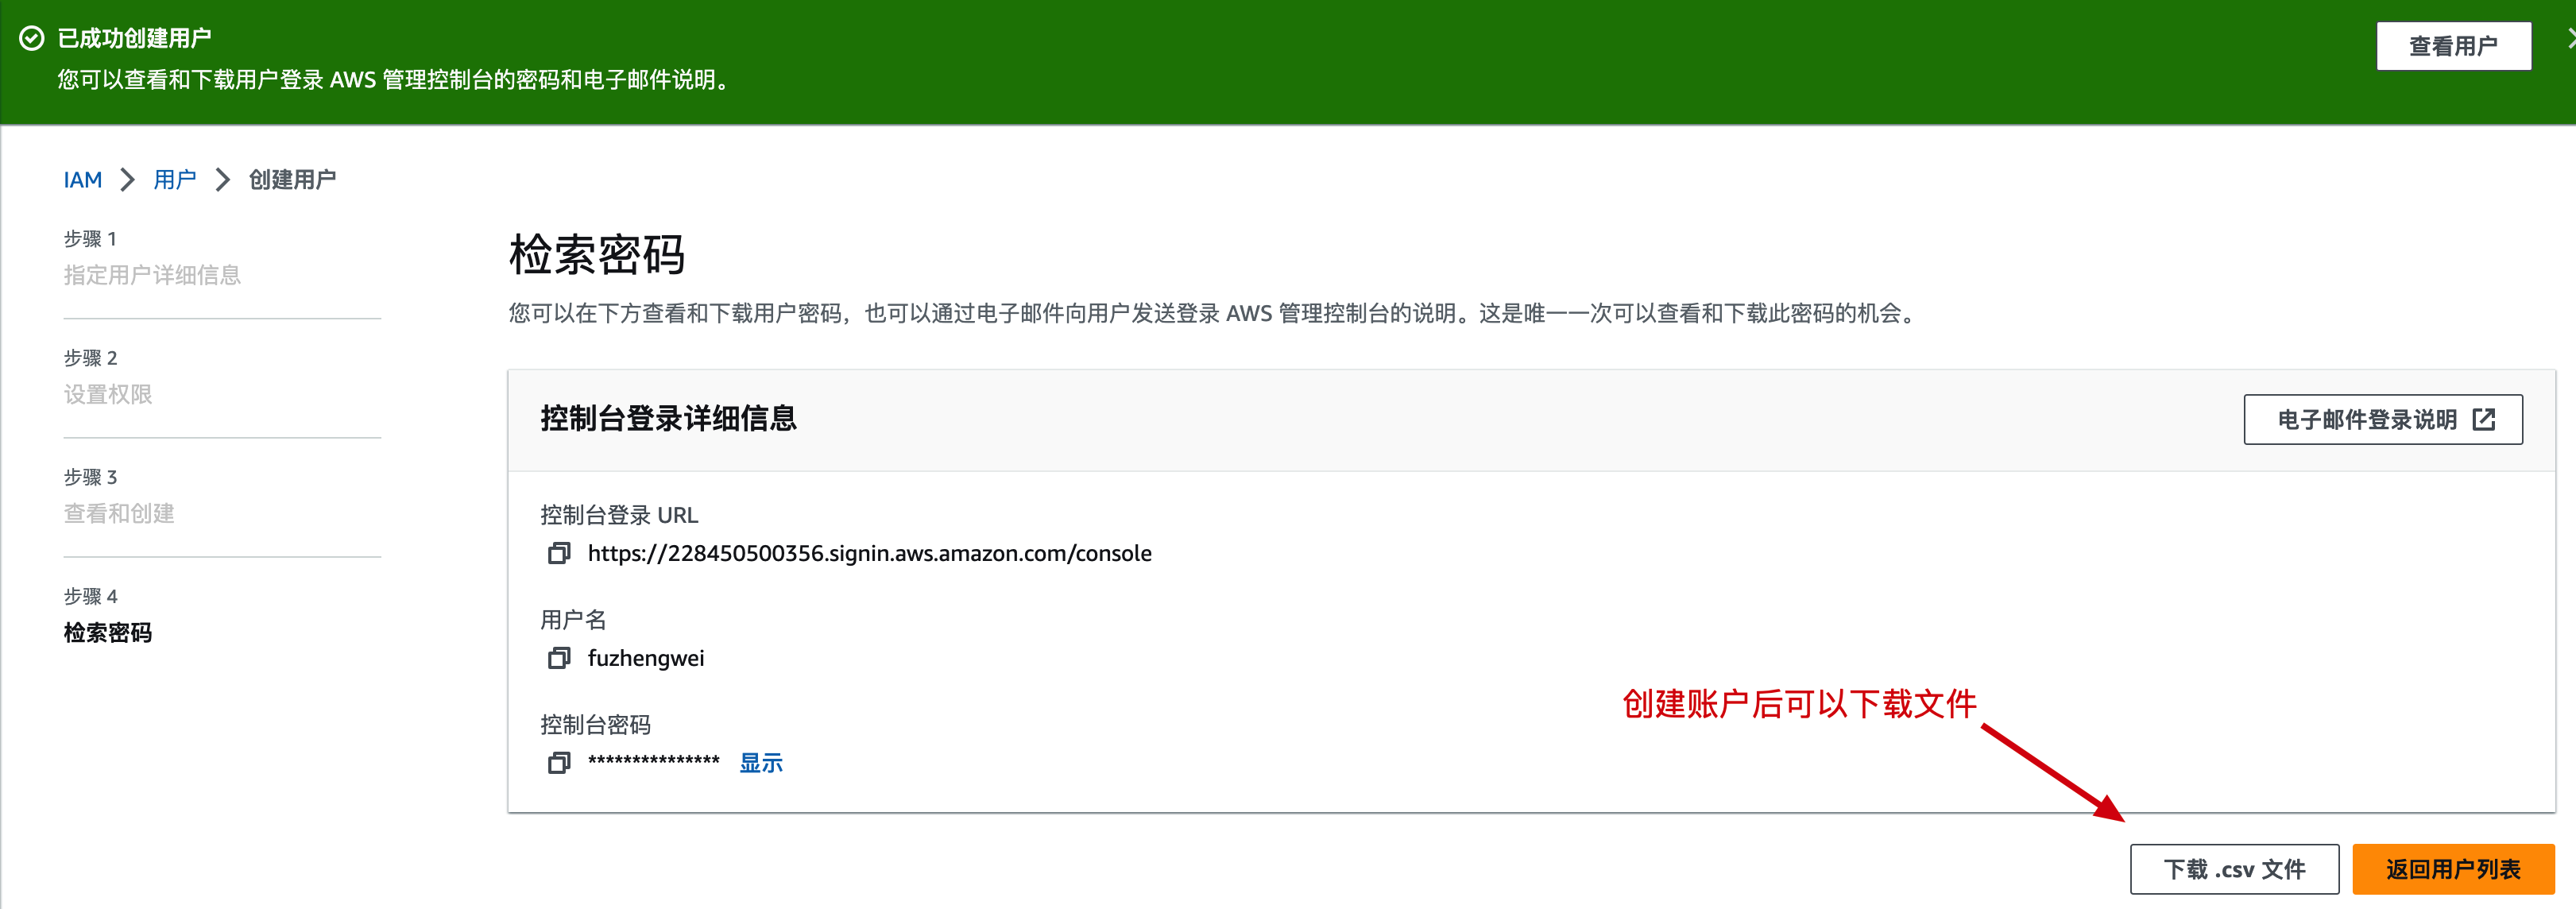 已成功创建用户
您可以查看和下载用户登录 AWS 管理控制台的密码和电子邮件说明。
查看用户
IAM
用户
创建用户
步骤 1
指定用户详细信息
步骤 2
设置权限
步骤 3
查看和创建
步骤 4
检索密码
检索密码
您可以在下方查看和下载用户密码，也可以通过电子邮件向用户发送登录 AWS 管理控制台的说明。这是唯一一次可以查看和下载此密码的机会。
控制台登录详细信息
电子邮件登录说明
控制台登录 URL
https://228450500356.signin.aws.amazon.com/console
用户名
fuzhengwei
控制台密码
*************** 显示
创建账户后可以下载文件
下载 .csv 文件
返回用户列表